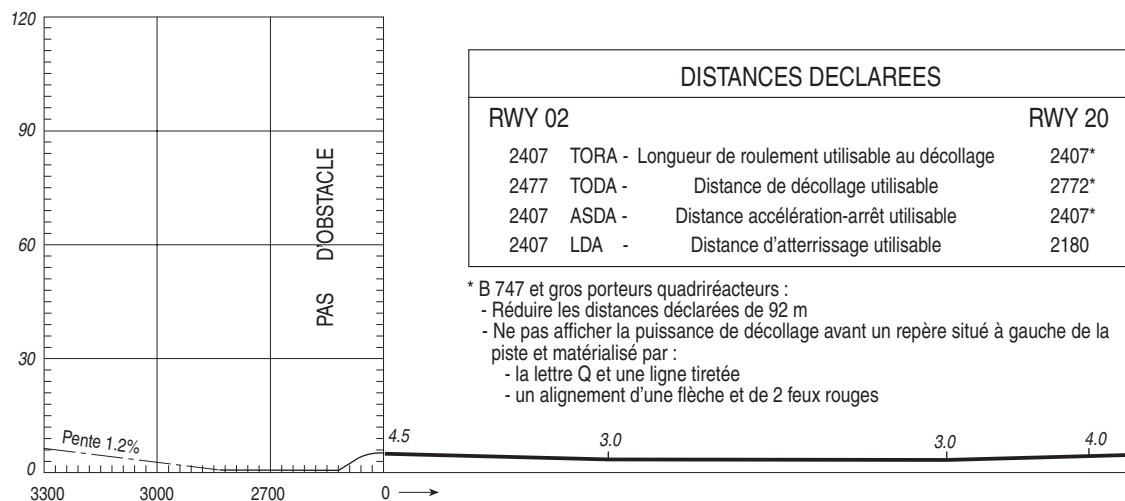 120
90
60
30
0
PAS D'OBSTACLE
Pente 1.2%
3300 3000 2700 0
DISTANCES DECLAREES
RWY 02 RWY 20
2407 TORA - Longueur de roulement utilisable au décollage 2407*
2477 TODA - Distance de décollage utilisable 2772*
2407 ASDA - Distance accélération-arrêt utilisable 2407*
2407 LDA - Distance d'atterrissage utilisable 2180
* B 747 et gros porteurs quadriréacteurs :
- Réduire les distances déclarées de 92 m
- Ne pas afficher la puissance de décollage avant un repère situé à gauche de la
piste et matérialisé par :
- la lettre Q et une ligne tiretée
- un alignement d'une flèche et de 2 feux rouges
4.5 3.0 3.0 4.0